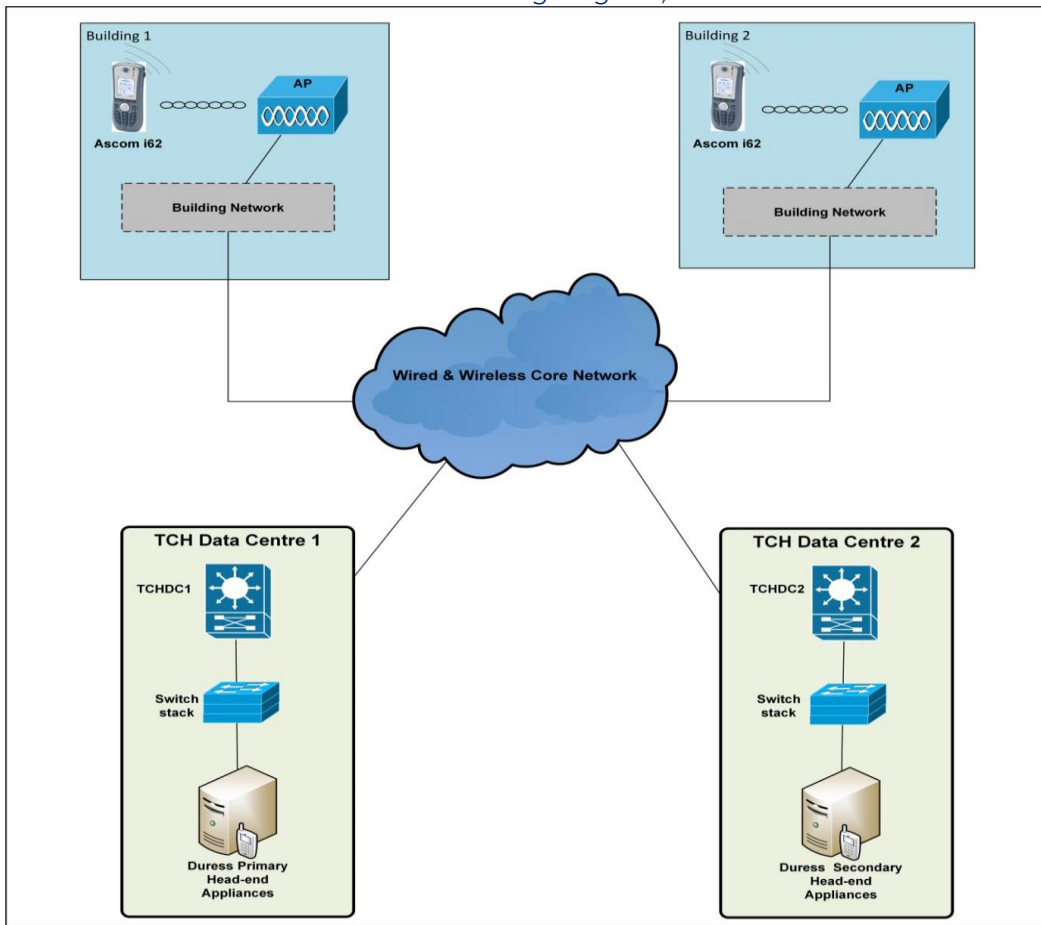 Building 1
AP
Ascom i62
Building Network
Building 2
AP
Ascom i62
Building Network
Wired & Wireless Core Network
TCH Data Centre 1
TCHDC1
Switch
stack
Duress Primary
Head-end
Appliances
TCH Data Centre 2
TCHDC2
Switch
stack
Duress Secondary
Head-end
Appliances